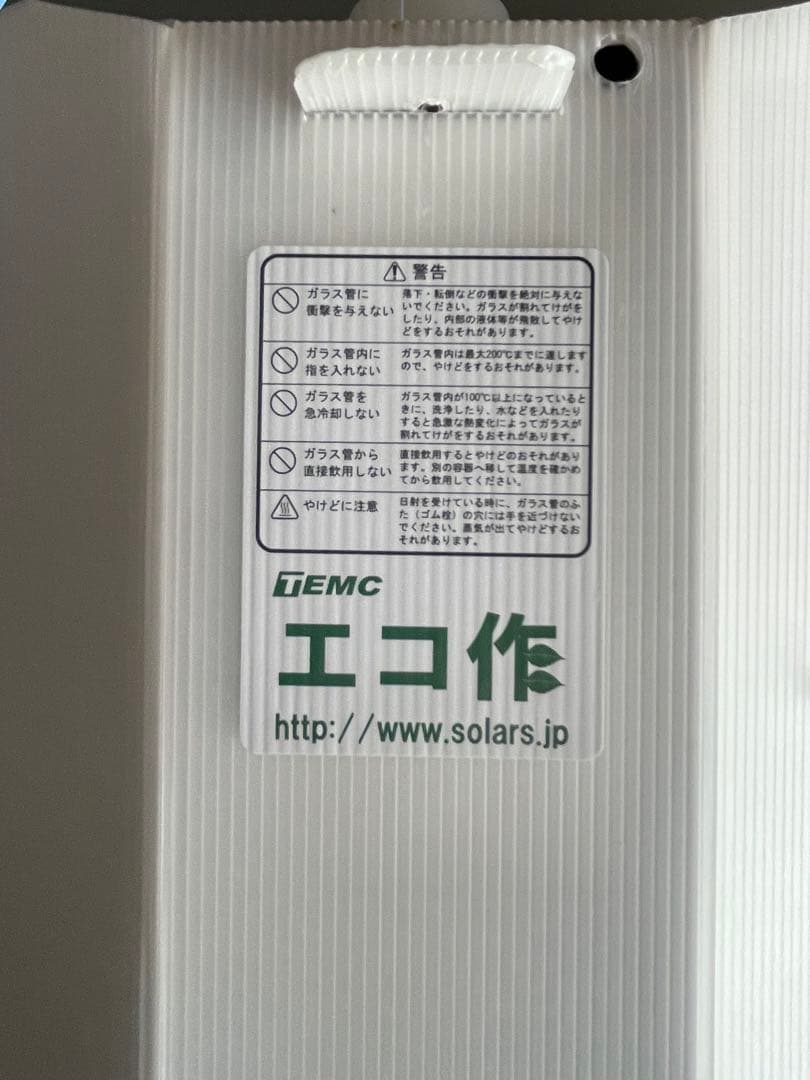 警告
ガラス管に
衝撃を与えない
落下・転倒などの衝撃を絶対に与えな
いでください。ガラスが割れてけがを
したり、内部の液体等が飛散してやけ
どをするおそれがあります。
ガラス管内に
指を入れない
ガラス管内は最大200℃までに達します
ので、やけどをするおそれがあります。
ガラス管を
急冷却しない
ガラス管内が100℃以上になっていると
きに、洗浄したり、水などを入れたり
すると急激な熱変化によってガラスが
割れてけがをするおそれがあります。
ガラス管から
直接飲用しない
直接飲用するとやけどのおそれがあり
ます。別の容器へ移して温度を確かめ
てから飲用してください。
やけどに注意
日射を受けている時に、ガラス管のふ
た（ゴム栓）の穴には手を近づけない
でください。蒸気が出てやけどするお
それがあります。
TEMC
エコ作
http://www.solars.jp